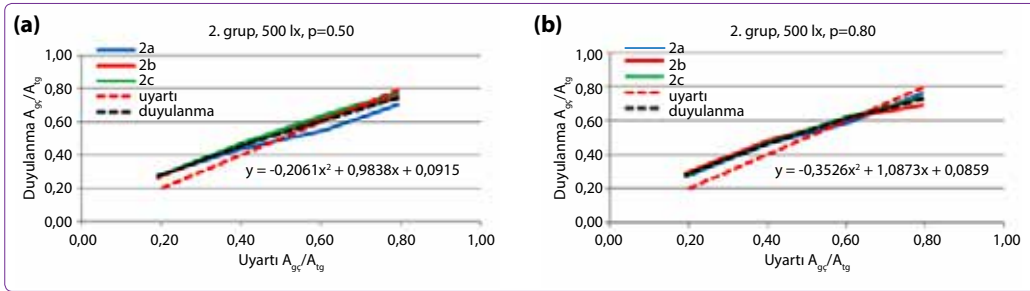 (a)
2. grup, 500 lx, p=0.50
1,00
0,80
0,60
0,40
0,20
0,00
Duyulanma A_gç/A_tg
2a
2b
2c
uyartı
duyulanma
y = -0,2061x² + 0,9838x + 0,0915
0,00 0,20 0,40 0,60 0,80 1,00
Uyartı A_gç/A_tg
(b)
2. grup, 500 lx, p=0.80
1,00
0,80
0,60
0,40
0,20
0,00
Duyulanma A_gç/A_tg
2a
2b
2c
uyartı
duyulanma
y = -0,3526x² + 1,0873x + 0,0859
0,00 0,20 0,40 0,60 0,80 1,00
Uyartı A_gç/A_tg